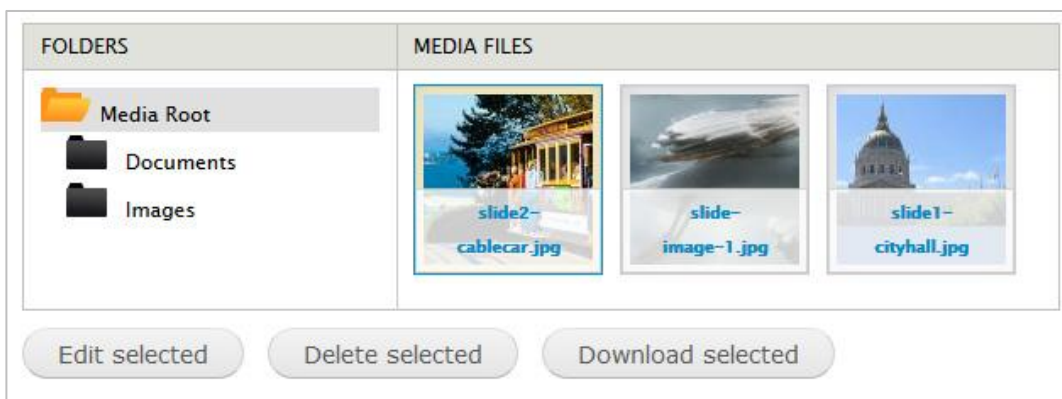 FOLDERS
MEDIA FILES
Media Root
Documents
Images
slide2-
cablecar.jpg
slide-
image-1.jpg
slide1-
cityhall.jpg
Edit selected
Delete selected
Download selected